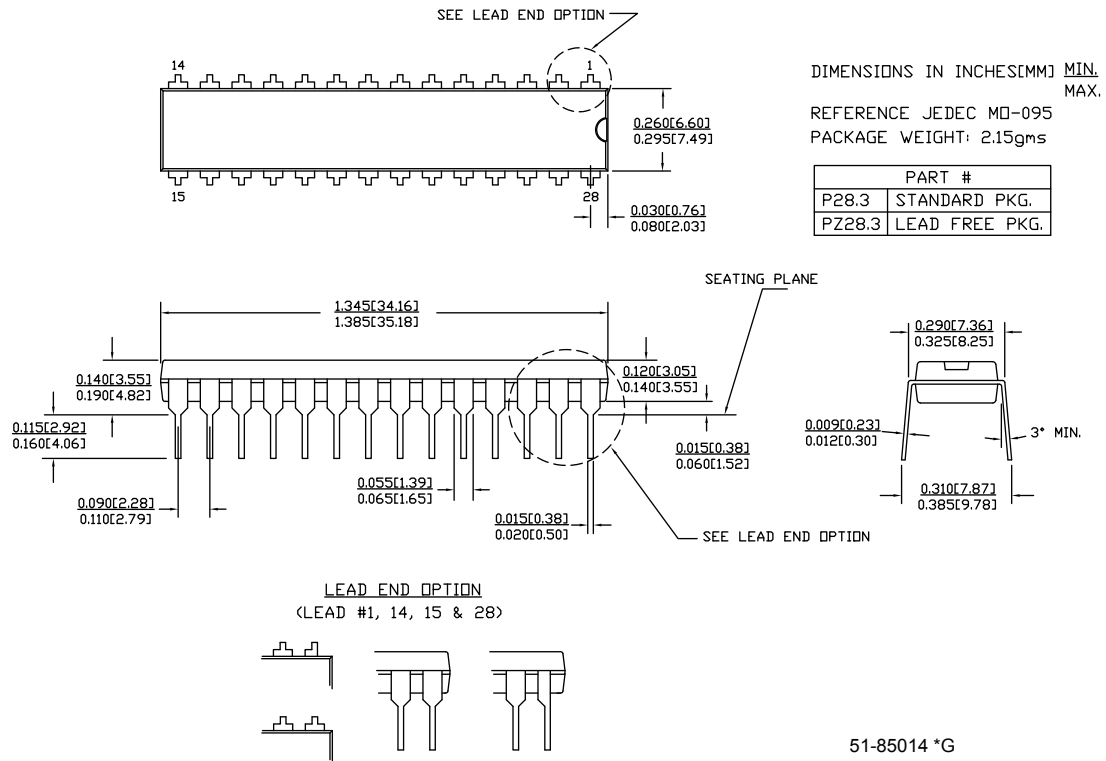 SEE LEAD END OPTION
14
1
DIMENSIONS IN INCHES[MM] MIN.
MAX.
REFERENCE JEDEC MO-095
PACKAGE WEIGHT: 2.15gms
0.260[6.60]
0.295[7.49]
PART #
P28.3 STANDARD PKG.
PZ28.3 LEAD FREE PKG.
15
28
0.030[0.76]
0.080[2.03]
SEATING PLANE
1.345[34.16]
1.385[35.18]
0.290[7.36]
0.325[8.25]
0.140[3.55]
0.190[4.82]
0.120[3.05]
0.140[3.55]
0.115[2.92]
0.160[4.06]
0.015[0.38]
0.060[1.52]
0.009[0.23]
0.012[0.30]
3° MIN.
0.090[2.28]
0.110[2.79]
0.055[1.39]
0.065[1.65]
0.015[0.38]
0.020[0.50]
0.310[7.87]
0.385[9.78]
SEE LEAD END OPTION
LEAD END OPTION
(LEAD #1, 14, 15 & 28)
51-85014 *G